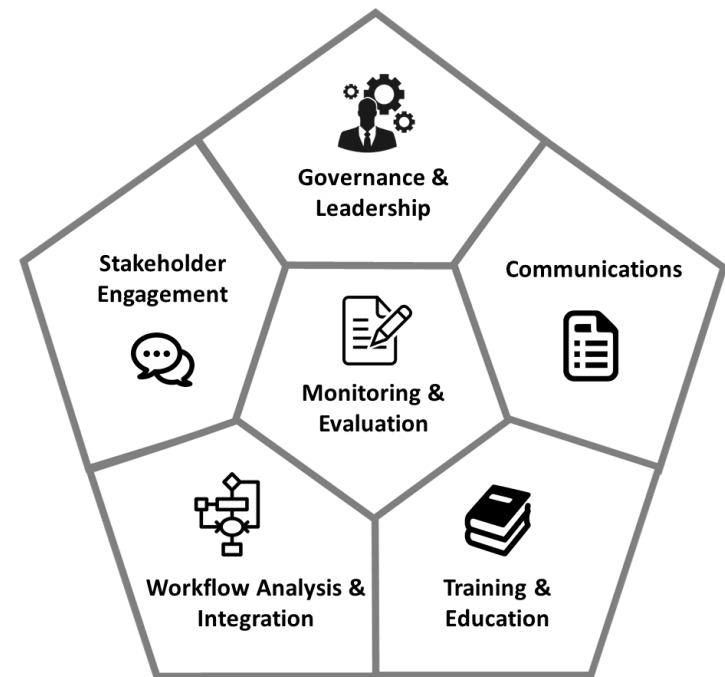 Governance &
Leadership
Stakeholder
Engagement
Communications
Monitoring &
Evaluation
Workflow Analysis &
Integration
Training &
Education